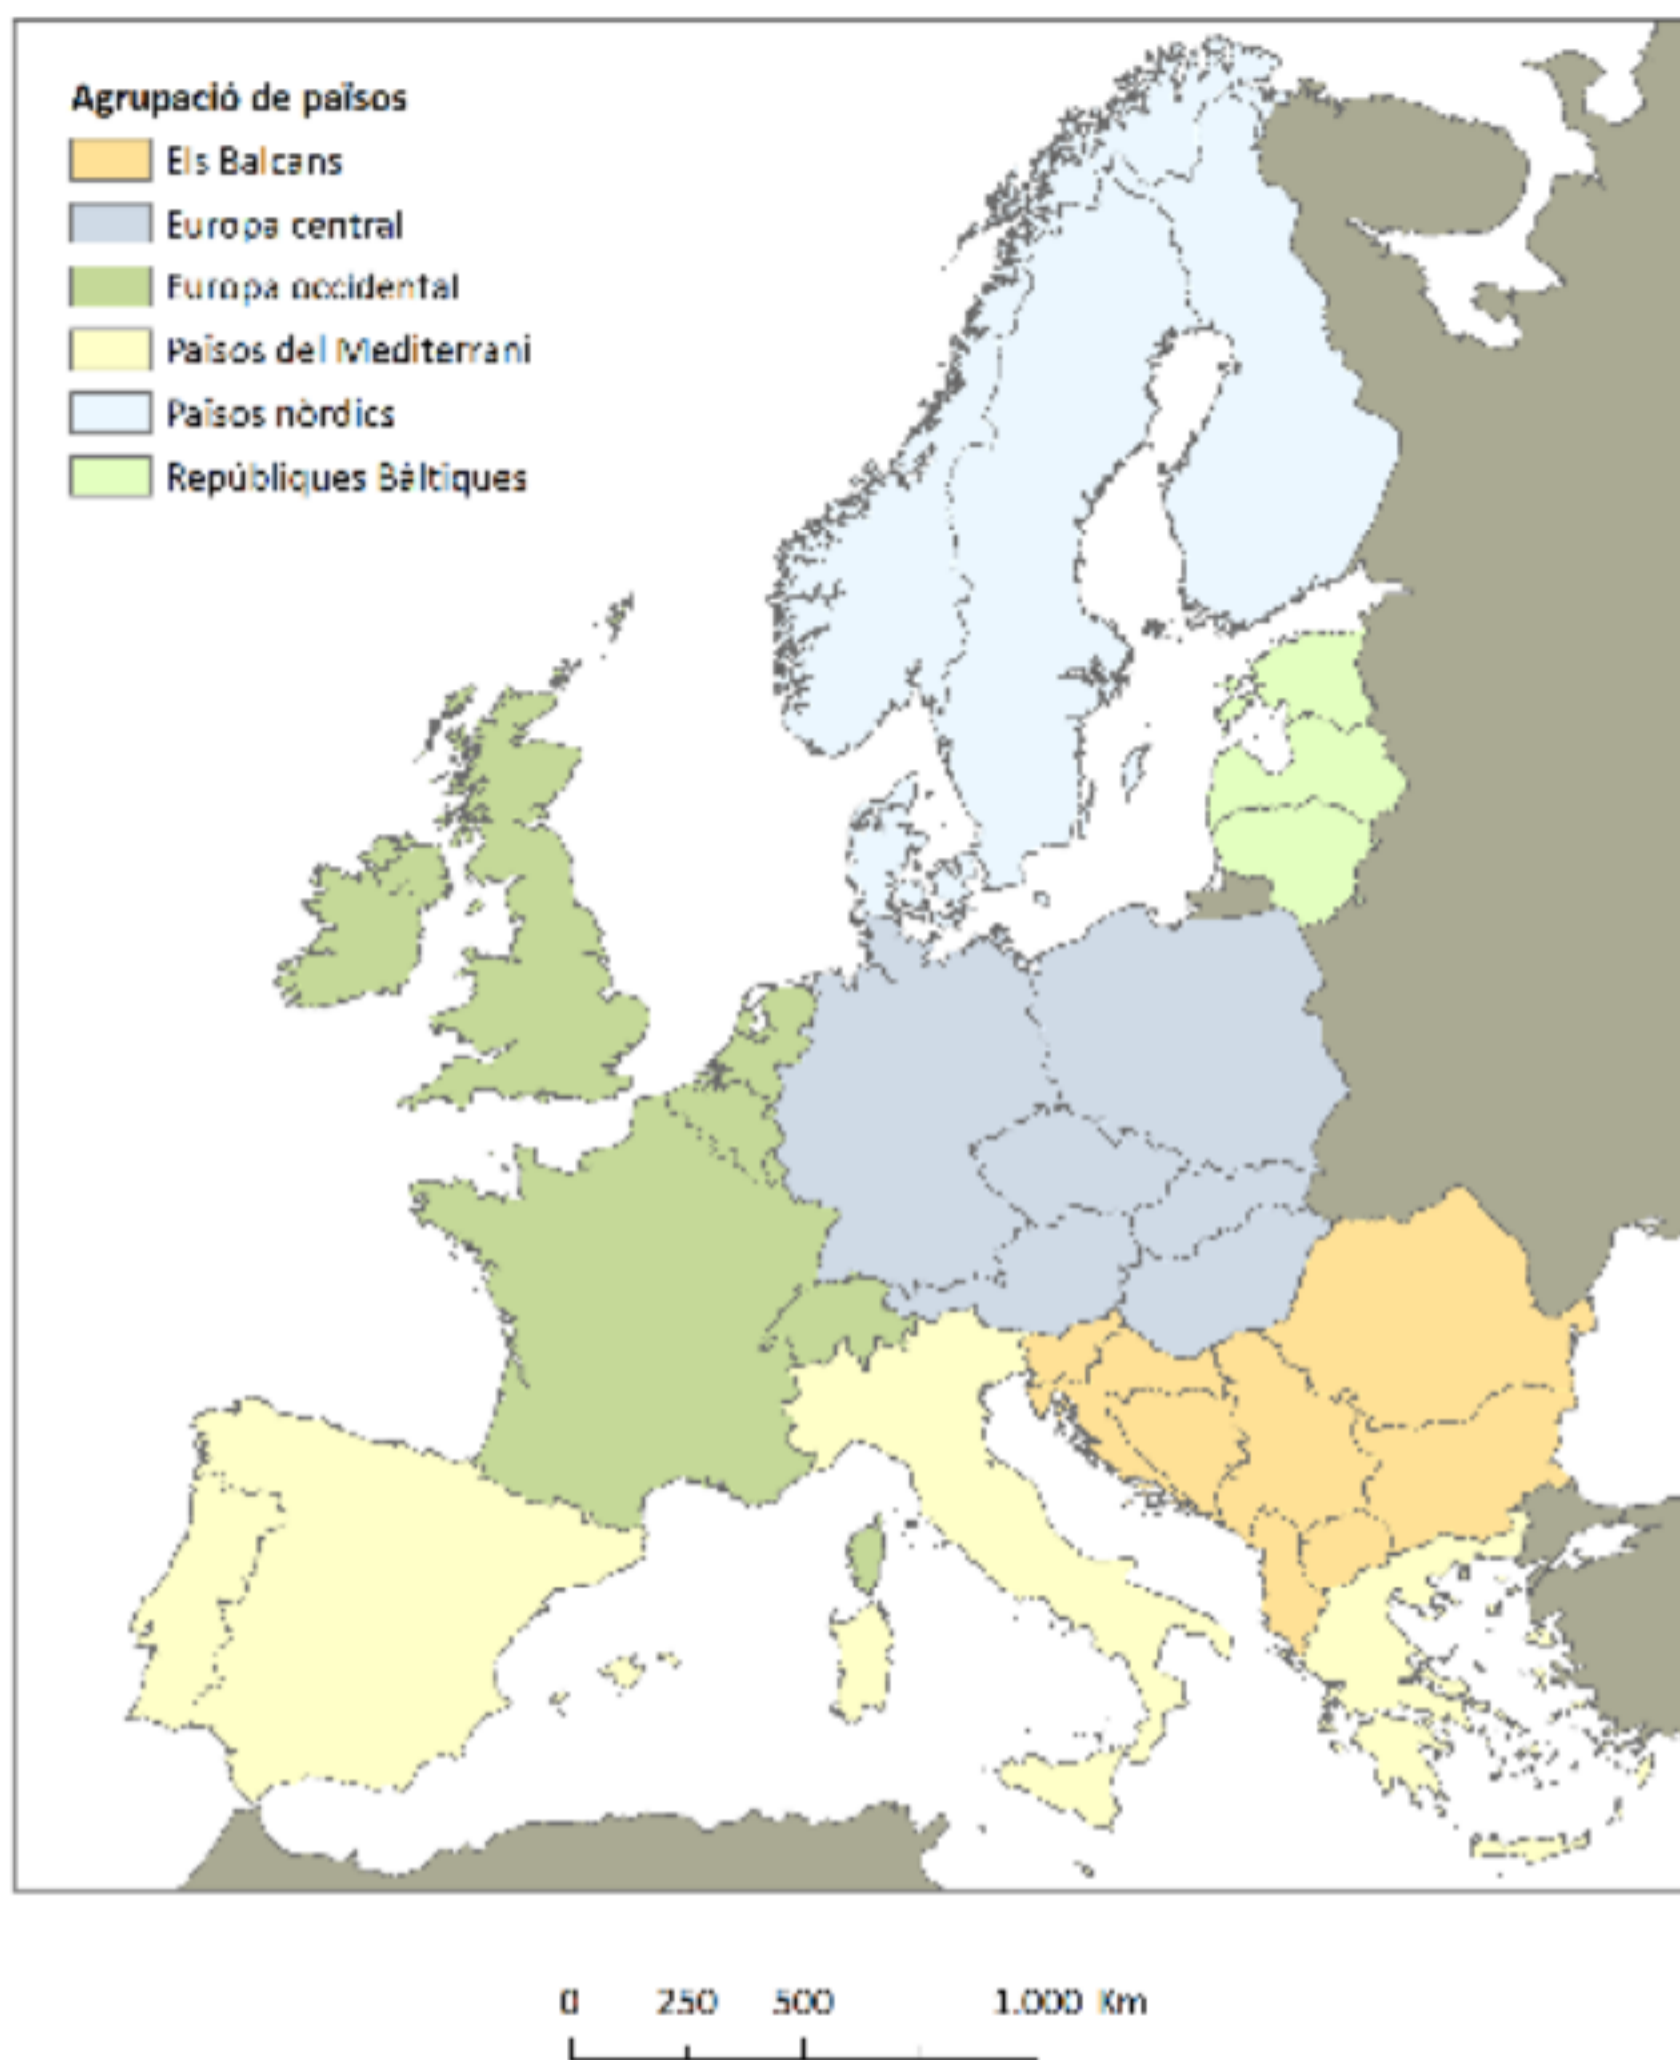 Agrupació de països
Els Balcans
Europa central
Europa occidental
Països del Mediterrani
Països nòrdics
Repúbliques Bàltiques
0 250 500 1.000 Km